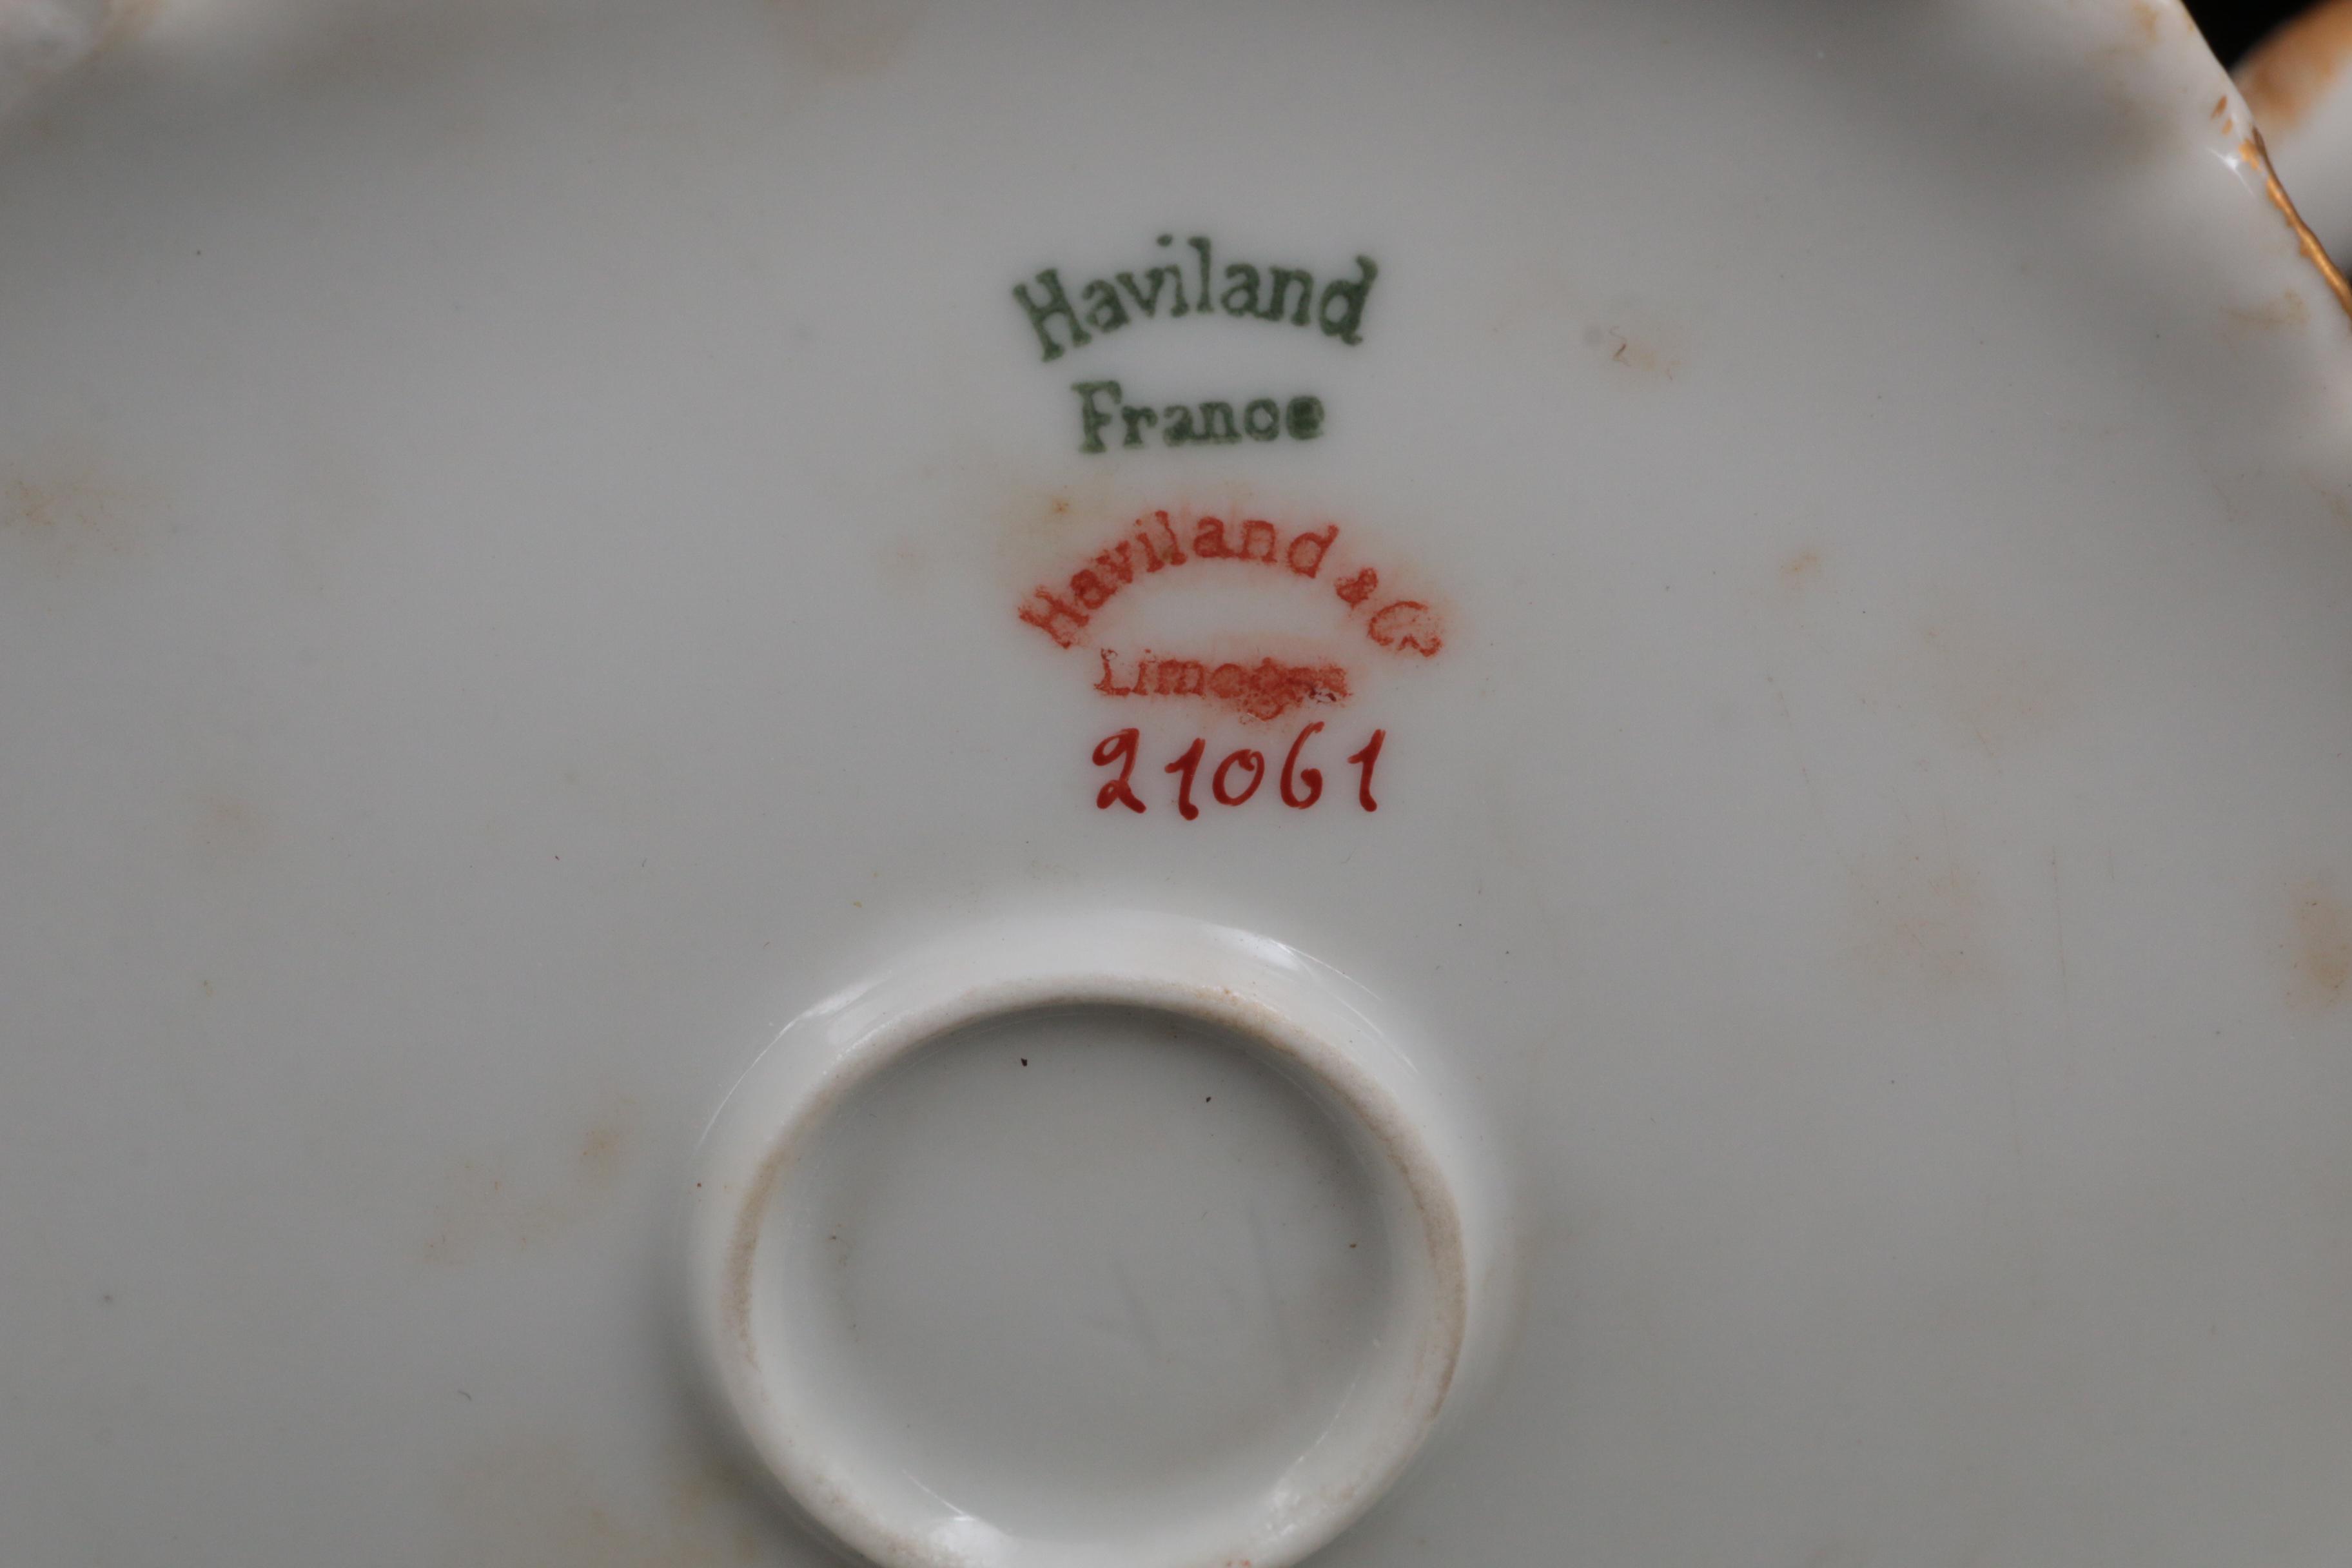 Haviland
France
Haviland & Co
Limoges
21061